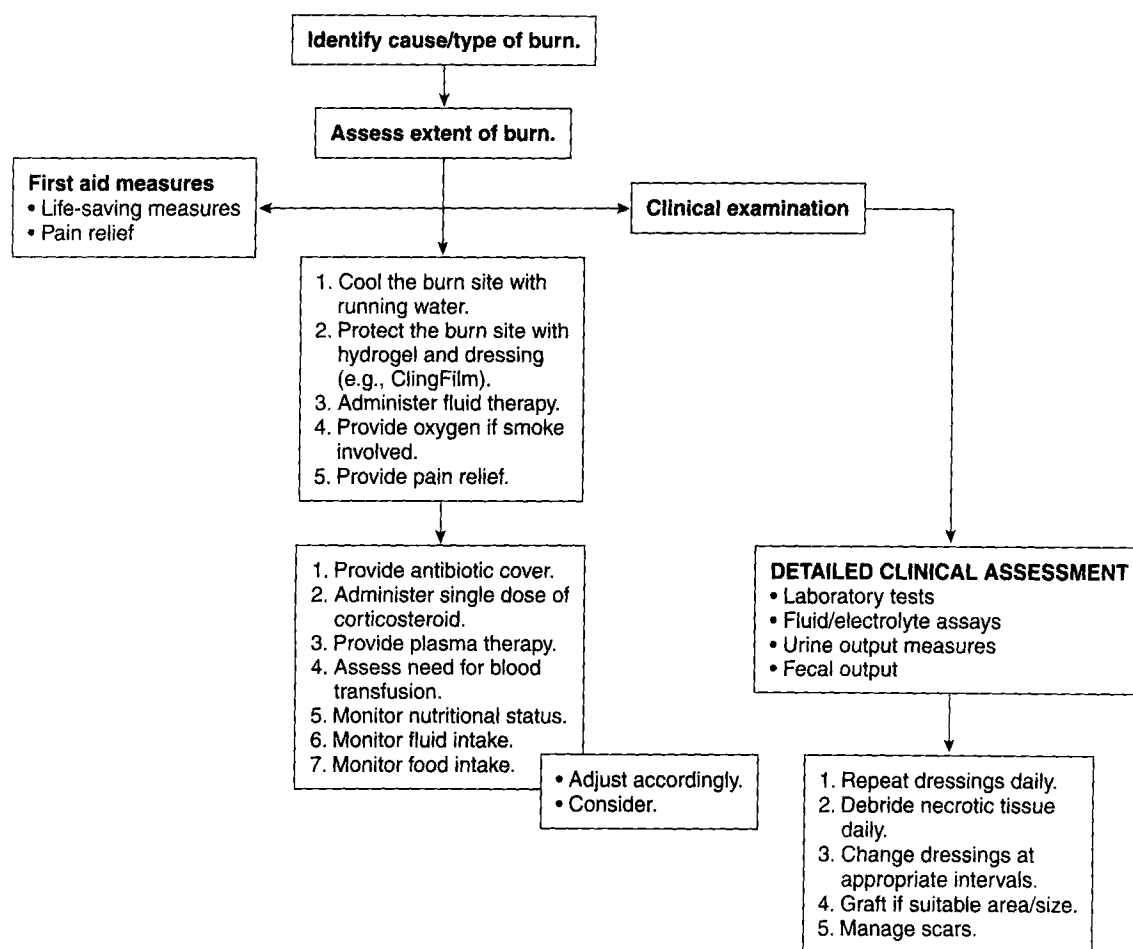 Identify cause/type of burn.
Assess extent of burn.
First aid measures
• Life-saving measures
• Pain relief
Clinical examination
1. Cool the burn site with
running water.
2. Protect the burn site with
hydrogel and dressing
(e.g., ClingFilm).
3. Administer fluid therapy.
4. Provide oxygen if smoke
involved.
5. Provide pain relief.
1. Provide antibiotic cover.
2. Administer single dose of
corticosteroid.
3. Provide plasma therapy.
4. Assess need for blood
transfusion.
5. Monitor nutritional status.
6. Monitor fluid intake.
7. Monitor food intake.
• Adjust accordingly.
• Consider.
DETAILED CLINICAL ASSESSMENT
• Laboratory tests
• Fluid/electrolyte assays
• Urine output measures
• Fecal output
1. Repeat dressings daily.
2. Debride necrotic tissue
daily.
3. Change dressings at
appropriate intervals.
4. Graft if suitable area/size.
5. Manage scars.